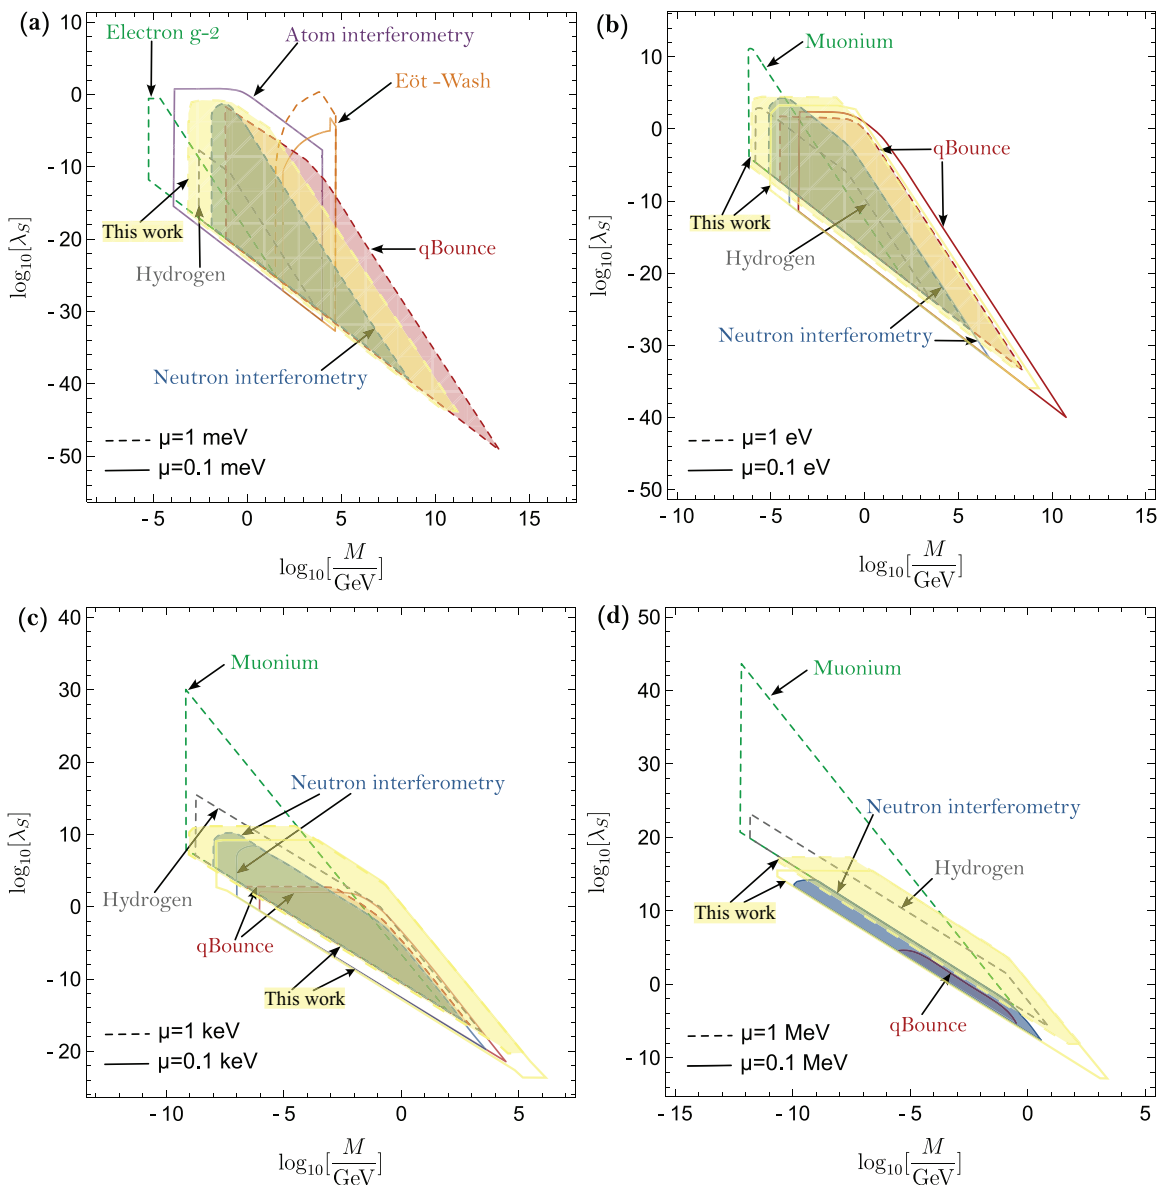 (a)
Electron g-2
Atom interferometry
Eöt -Wash
This work
Hydrogen
qBounce
Neutron interferometry
μ=1 meV
μ=0.1 meV
0
- 10
- 20
- 30
- 40
- 50
log10[λS]
- 5 0 5 10 15
log10[M/GeV]
(b)
Muonium
qBounce
This work
Hydrogen
Neutron interferometry
μ=1 eV
μ=0.1 eV
10
0
- 10
- 20
- 30
- 40
- 50
log10[λS]
- 10 - 5 0 5 10 15
log10[M/GeV]
(c)
Muonium
Neutron interferometry
Hydrogen
qBounce
This work
μ=1 keV
μ=0.1 keV
40
30
20
10
0
- 10
- 20
log10[λS]
- 10 - 5 0 5
log10[M/GeV]
(d)
Muonium
Neutron interferometry
Hydrogen
This work
qBounce
μ=1 MeV
μ=0.1 MeV
50
40
30
20
10
0
- 10
log10[λS]
- 15 - 10 - 5 0 5
log10[M/GeV]